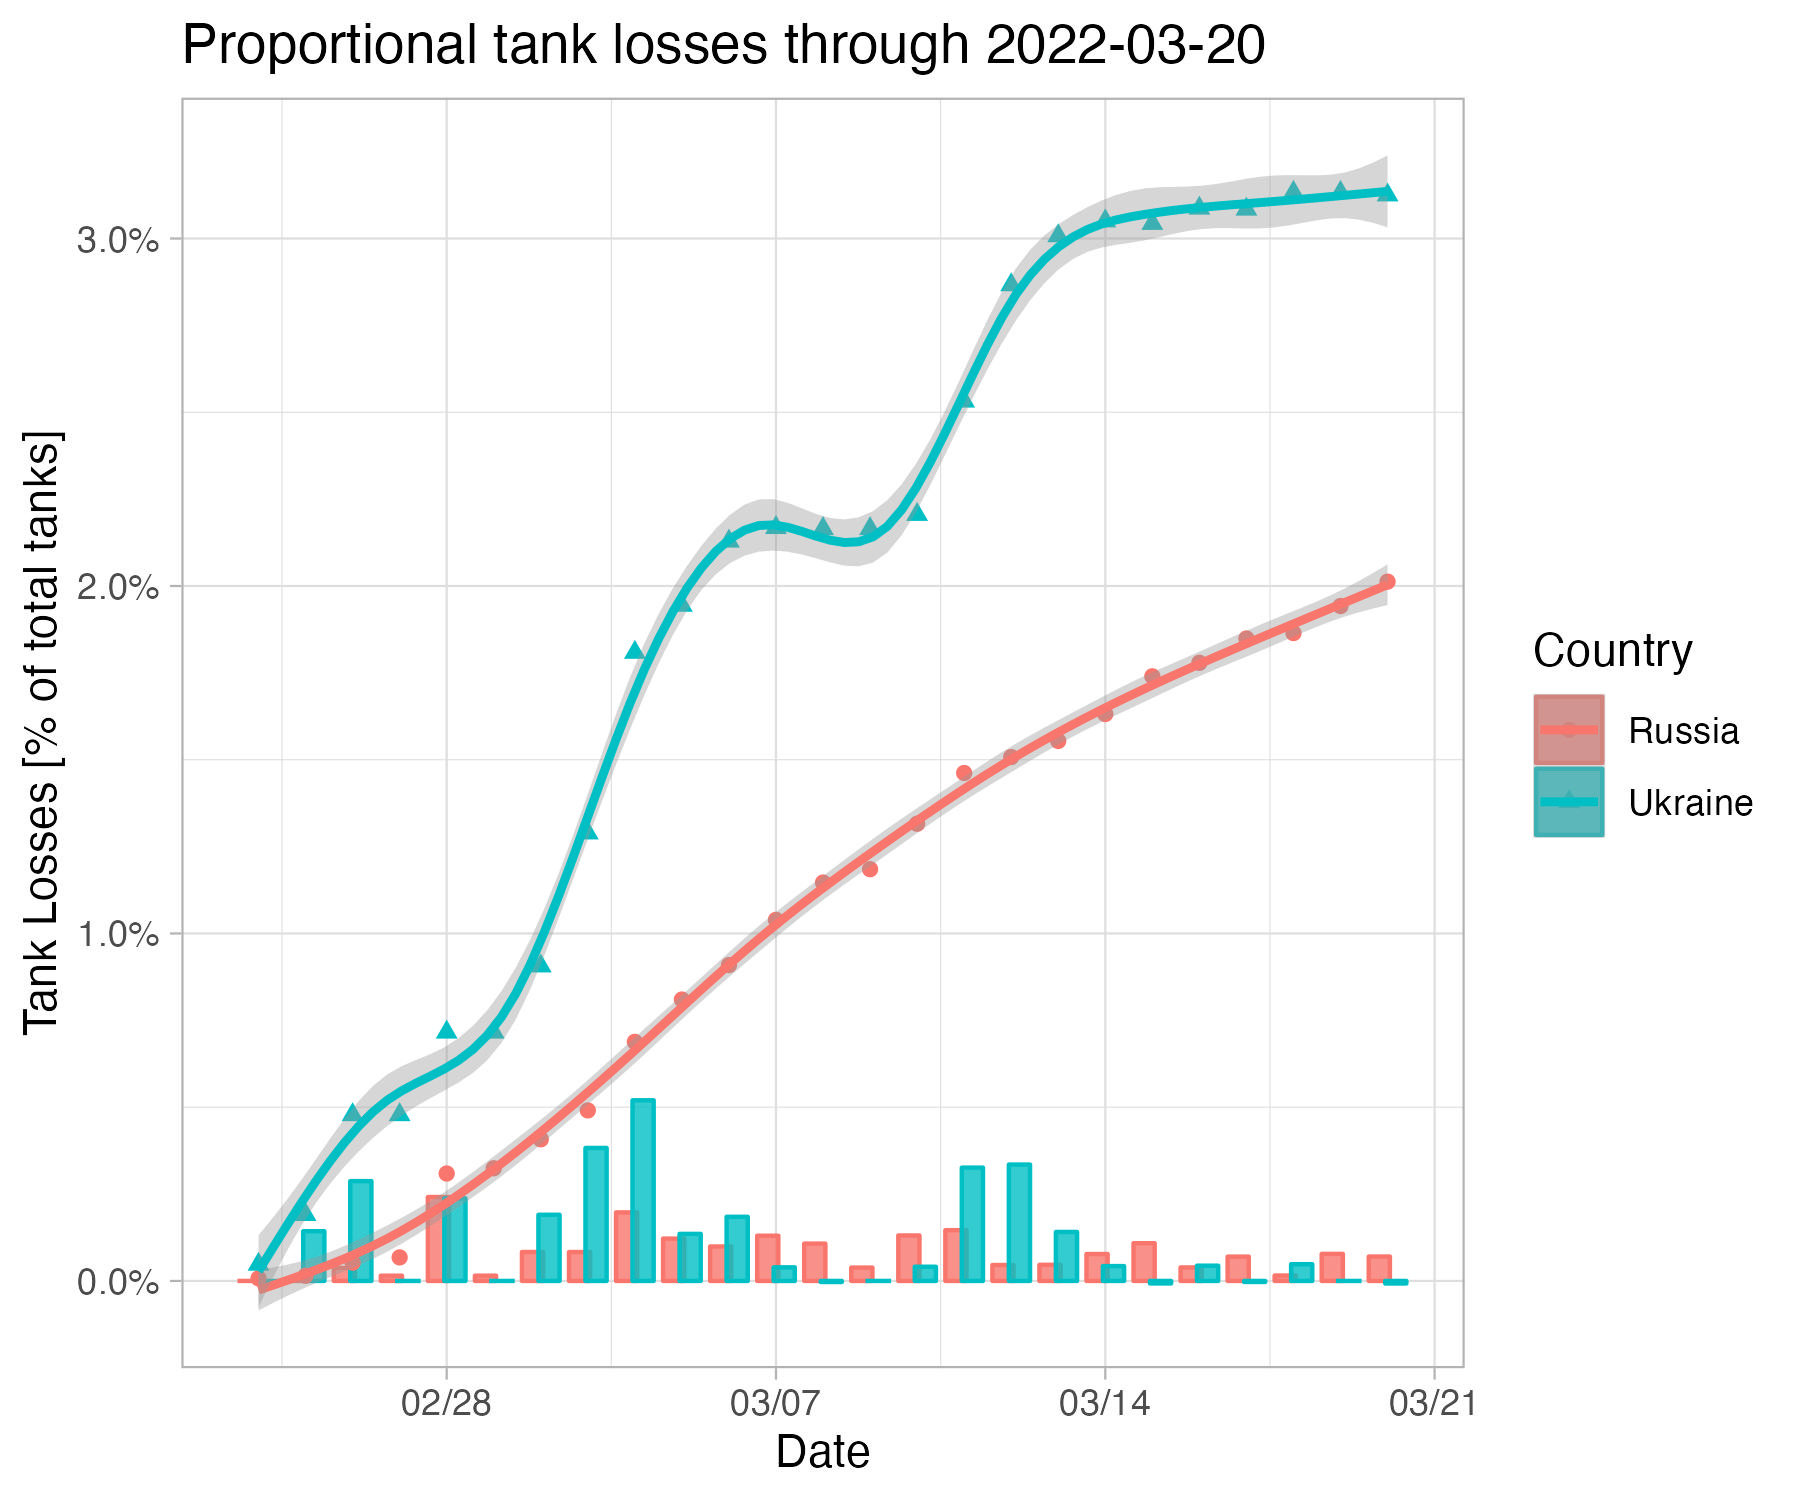 Proportional tank losses through 2022-03-20
Tank Losses [% of total tanks]
3.0%
2.0%
1.0%
0.0%
02/28
03/07
03/14
03/21
Date
Country
Russia
Ukraine